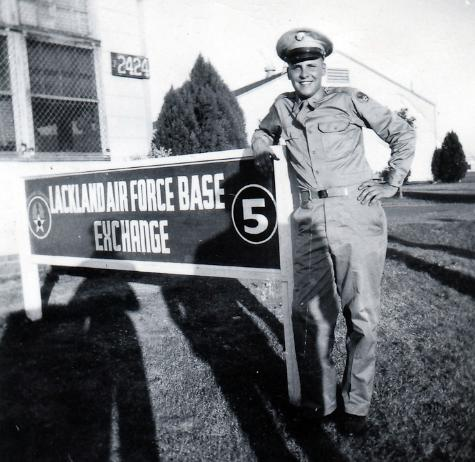 2424
LACKLAND AIR FORCE BASE
EXCHANGE
5